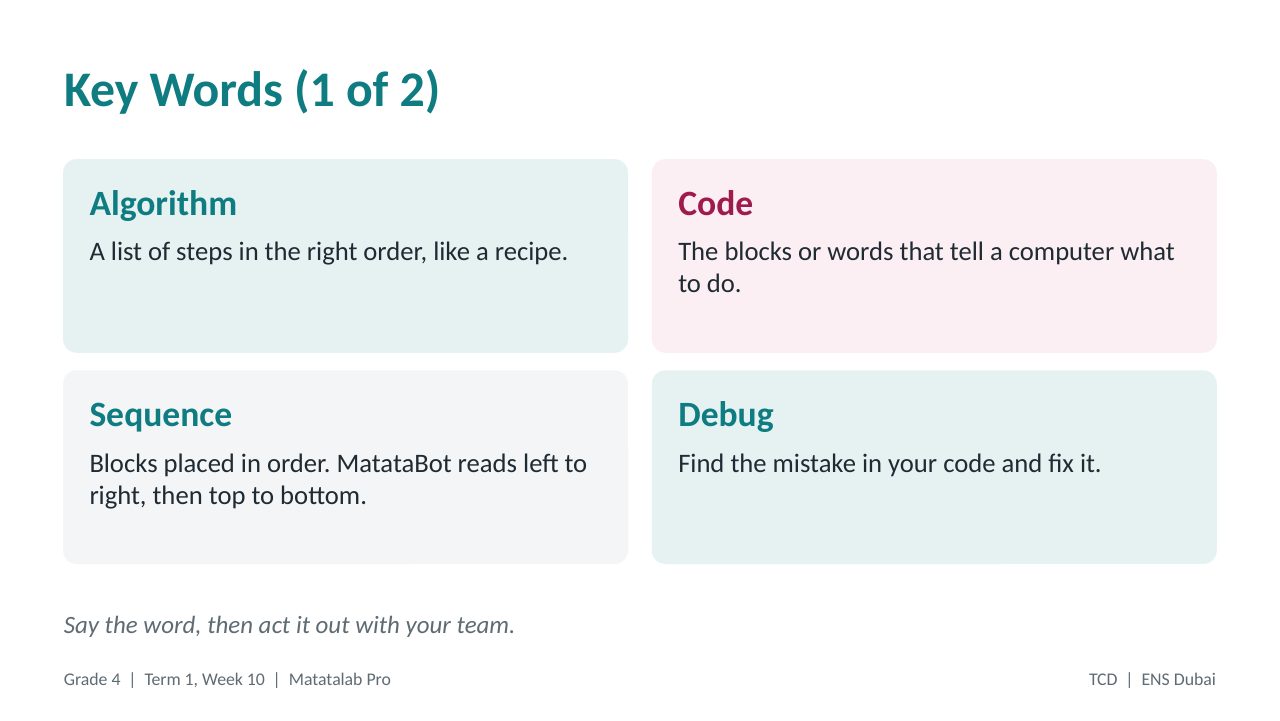 Key Words (1 of 2)
Algorithm
A list of steps in the right order, like a recipe.
Code
The blocks or words that tell a computer what
to do.
Sequence
Blocks placed in order. MatataBot reads left to
right, then top to bottom.
Debug
Find the mistake in your code and fix it.
Say the word, then act it out with your team.
Grade 4 | Term 1, Week 10 | Matatalab Pro
TCD | ENS Dubai